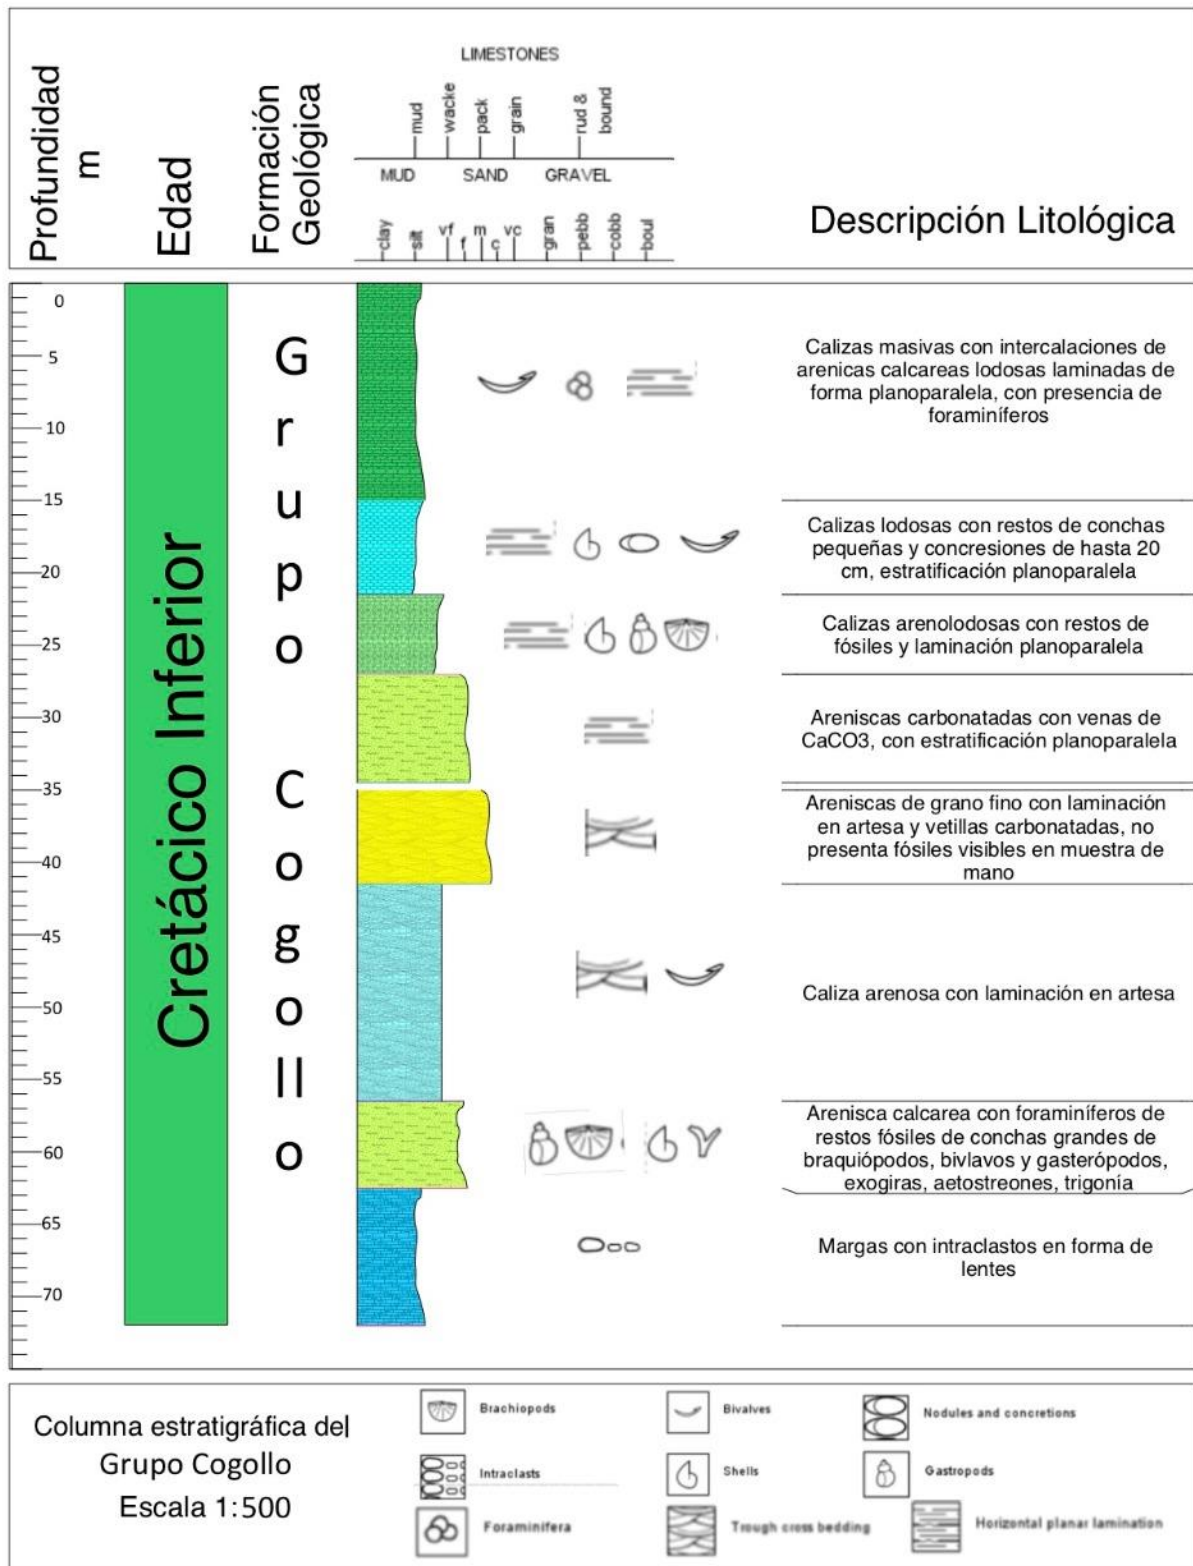 Profundidad
m
Edad
Formación
Geológica
LIMESTONES
mud
wacke
pack
grain
rud &
bound
MUD SAND GRAVEL
clay
silt
vf
f
m
c
vc
gran
pebb
cobb
boul
Descripción Litológica
0
5
10
15
20
25
30
35
40
45
50
55
60
65
70
Cretácico Inferior
G
r
u
p
o
C
o
g
o
ll
o
Calizas masivas con intercalaciones de
arenicas calcareas lodosas laminadas de
forma planoparalela, con presencia de
foraminíferos
Calizas lodosas con restos de conchas
pequeñas y concresiones de hasta 20
cm, estratificación planoparalela
Calizas arenolodosas con restos de
fósiles y laminación planoparalela
Areniscas carbonatadas con venas de
CaCO3, con estratificación planoparalela
Areniscas de grano fino con laminación
en artesa y vetillas carbonatadas, no
presenta fósiles visibles en muestra de
mano
Caliza arenosa con laminación en artesa
Arenisca calcarea con foraminíferos de
restos fósiles de conchas grandes de
braquiópodos, bivlavos y gasterópodos,
exogiras, aetostreones, trigonía
Margas con intraclastos en forma de
lentes
Columna estratigráfica del
Grupo Cogollo
Escala 1:500
Brachiopods
Bivalves
Nodules and concretions
Intraclasts
Shells
Gastropods
Foraminifera
Trough cross bedding
Horizontal planar lamination